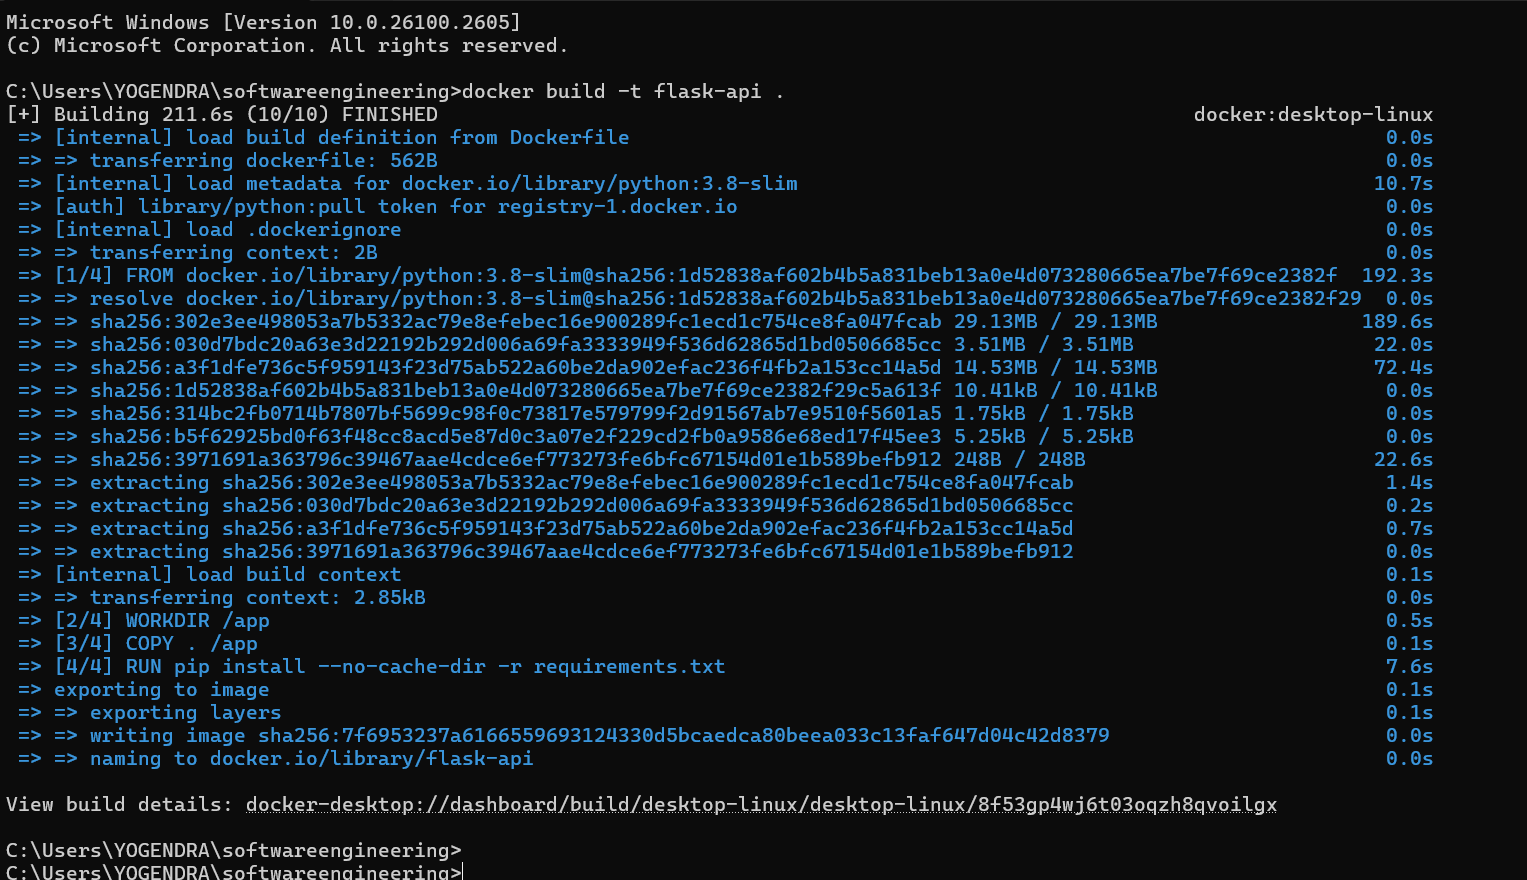 Microsoft Windows [Version 10.0.26100.2605]
(c) Microsoft Corporation. All rights reserved.
C:\Users\YOGENDRA\softwareengineering>docker build -t flask-api .
[+] Building 211.6s (10/10) FINISHED docker:desktop-linux
=> [internal] load build definition from Dockerfile 0.0s
=> => transferring dockerfile: 562B 0.0s
=> [internal] load metadata for docker.io/library/python:3.8-slim 10.7s
=> [auth] library/python:pull token for registry-1.docker.io 0.0s
=> [internal] load .dockerignore 0.0s
=> => transferring context: 2B 0.0s
=> [1/4] FROM docker.io/library/python:3.8-slim@sha256:1d52838af602b4b5a831beb13a0e4d073280665ea7be7f69ce2382f 192.3s
=> => resolve docker.io/library/python:3.8-slim@sha256:1d52838af602b4b5a831beb13a0e4d073280665ea7be7f69ce2382f29 0.0s
=> => sha256:302e3ee498053a7b5332ac79e8efebec16e900289fc1ecd1c754ce8fa047fcab 29.13MB / 29.13MB 189.6s
=> => sha256:030d7bdc20a63e3d22192b292d006a69fa3333949f536d62865d1bd0506685cc 3.51MB / 3.51MB 22.0s
=> => sha256:a3f1dfe736c5f959143f23d75ab522a60be2da902efac236f4fb2a153cc14a5d 14.53MB / 14.53MB 72.4s
=> => sha256:1d52838af602b4b5a831beb13a0e4d073280665ea7be7f69ce2382f29c5a613f 10.41kB / 10.41kB 0.0s
=> => sha256:314bc2fb0714b7807bf5699c98f0c73817e579799f2d91567ab7e9510f5601a5 1.75kB / 1.75kB 0.0s
=> => sha256:b5f62925bd0f63f48cc8acd5e87d0c3a07e2f229cd2fb0a9586e68ed17f45ee3 5.25kB / 5.25kB 0.0s
=> => sha256:3971691a363796c39467aae4cdce6ef773273fe6bfc67154d01e1b589befb912 248B / 248B 22.6s
=> => extracting sha256:302e3ee498053a7b5332ac79e8efebec16e900289fc1ecd1c754ce8fa047fcab 1.4s
=> => extracting sha256:030d7bdc20a63e3d22192b292d006a69fa3333949f536d62865d1bd0506685cc 0.2s
=> => extracting sha256:a3f1dfe736c5f959143f23d75ab522a60be2da902efac236f4fb2a153cc14a5d 0.7s
=> => extracting sha256:3971691a363796c39467aae4cdce6ef773273fe6bfc67154d01e1b589befb912 0.0s
=> [internal] load build context 0.1s
=> => transferring context: 2.85kB 0.0s
=> [2/4] WORKDIR /app 0.5s
=> [3/4] COPY . /app 0.1s
=> [4/4] RUN pip install --no-cache-dir -r requirements.txt 7.6s
=> exporting to image 0.1s
=> => exporting layers 0.1s
=> => writing image sha256:7f6953237a6166559693124330d5bcaedca80beea033c13faf647d04c42d8379 0.0s
=> => naming to docker.io/library/flask-api 0.0s
View build details: docker-desktop://dashboard/build/desktop-linux/desktop-linux/8f53gp4wj6t03oqzh8qvoilgx
C:\Users\YOGENDRA\softwareengineering>
C:\Users\YOGENDRA\softwareengineering>